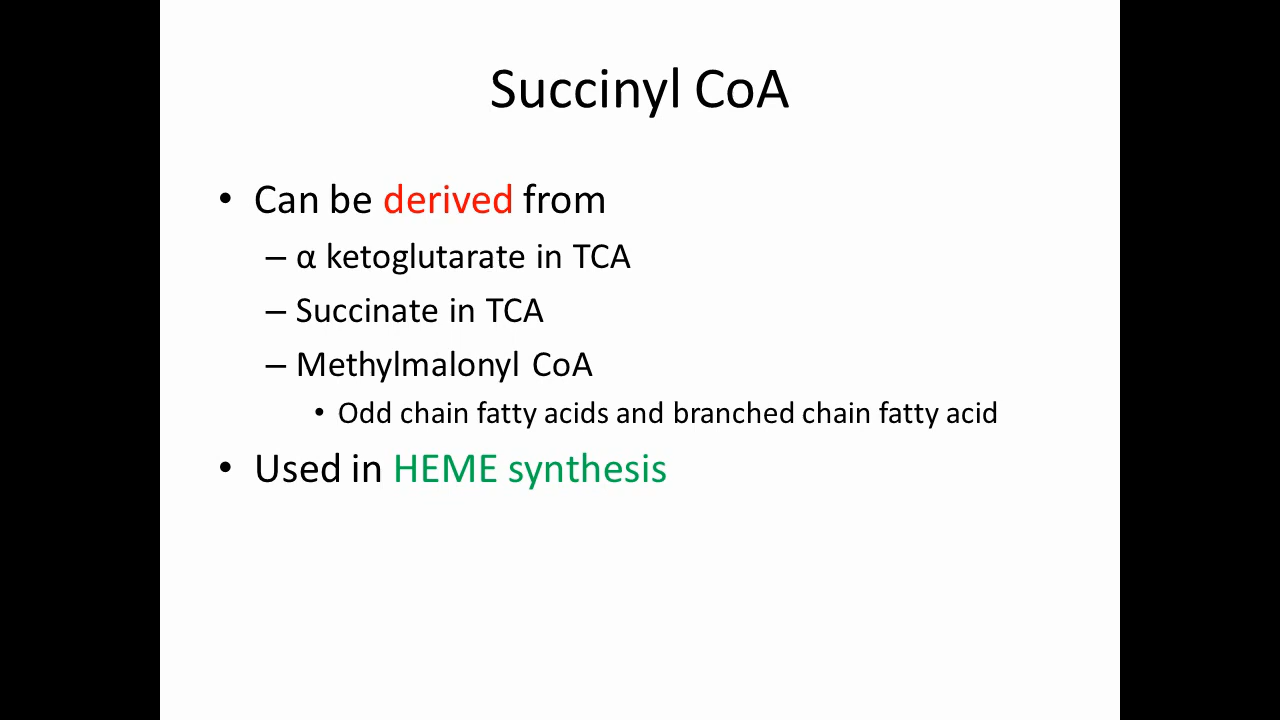 Succinyl CoA
• Can be derived from
– α ketoglutarate in TCA
– Succinate in TCA
– Methylmalonyl CoA
• Odd chain fatty acids and branched chain fatty acid
• Used in HEME synthesis